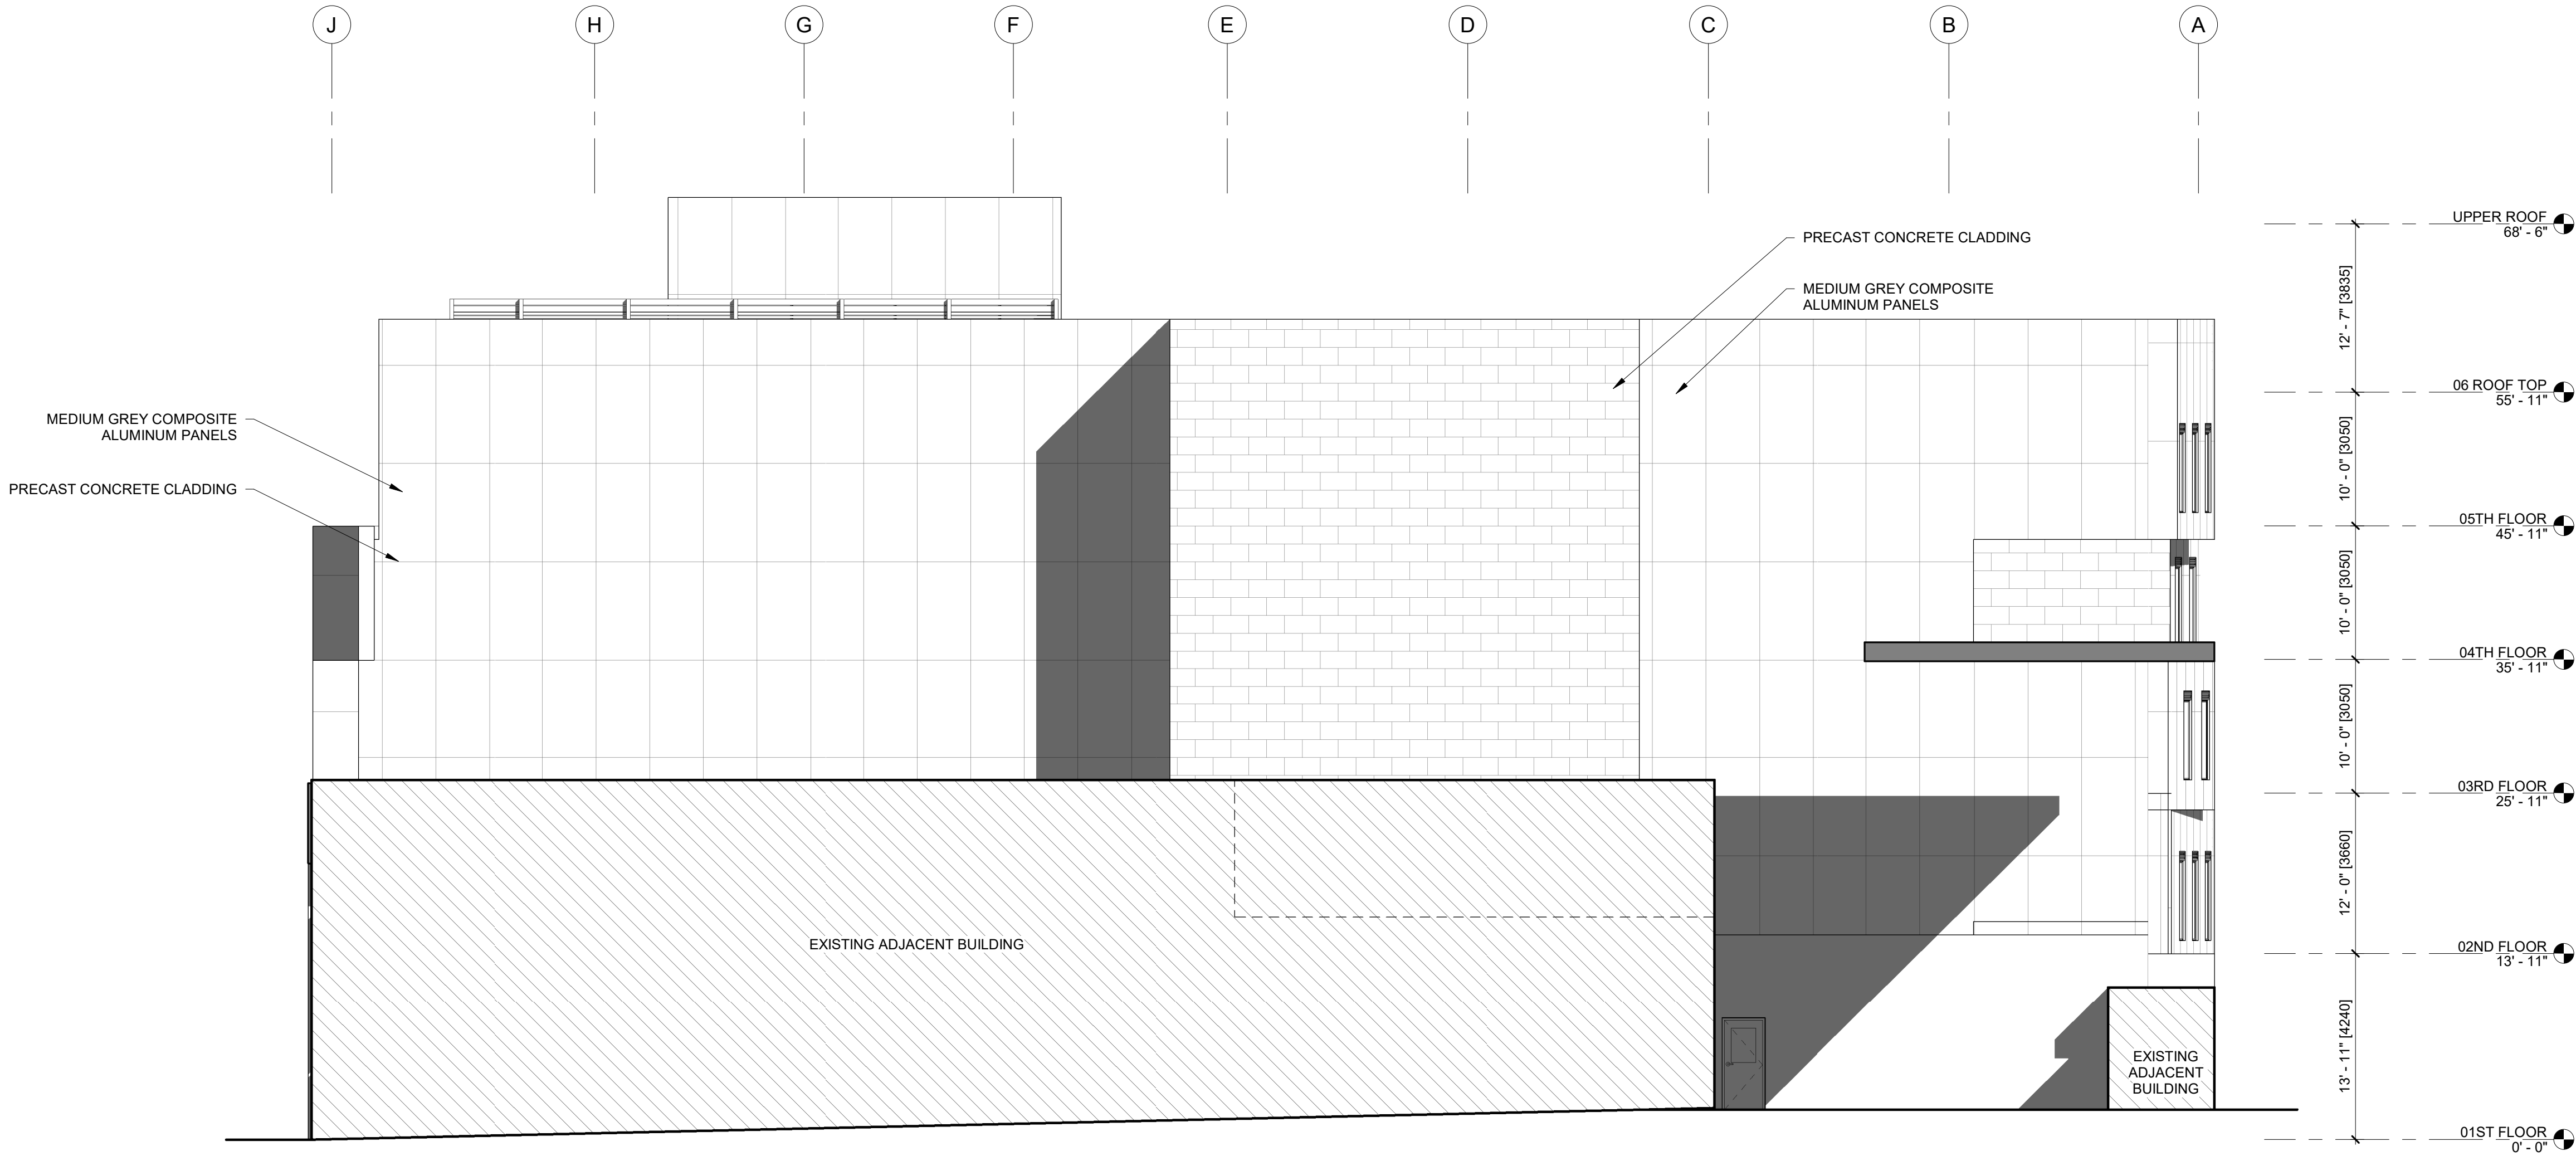 J
H
G
F
E
D
C
B
A
UPPER ROOF
68' - 6"
PRECAST CONCRETE CLADDING
MEDIUM GREY COMPOSITE
ALUMINUM PANELS
12' - 7" [3835]
06 ROOF TOP
55' - 11"
MEDIUM GREY COMPOSITE
ALUMINUM PANELS
10' - 0" [3050]
PRECAST CONCRETE CLADDING
05TH FLOOR
45' - 11"
10' - 0" [3050]
04TH FLOOR
35' - 11"
10' - 0" [3050]
03RD FLOOR
25' - 11"
12' - 0" [3660]
EXISTING ADJACENT BUILDING
02ND FLOOR
13' - 11"
13' - 11" [4240]
EXISTING
ADJACENT
BUILDING
01ST FLOOR
0' - 0"